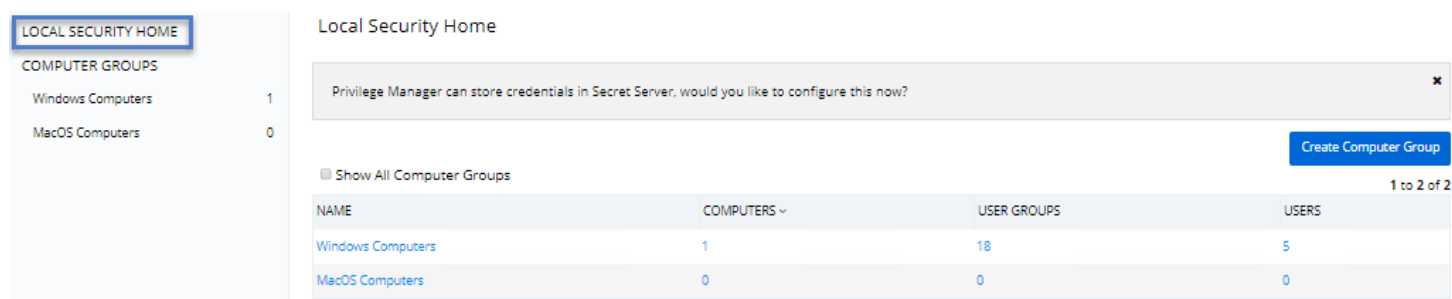 LOCAL SECURITY HOME
COMPUTER GROUPS
Windows Computers 1
MacOS Computers 0
Local Security Home
Privilege Manager can store credentials in Secret Server, would you like to configure this now?
Create Computer Group
Show All Computer Groups
1 to 2 of 2
NAME COMPUTERS USER GROUPS USERS
Windows Computers 1 18 5
MacOS Computers 0 0 0